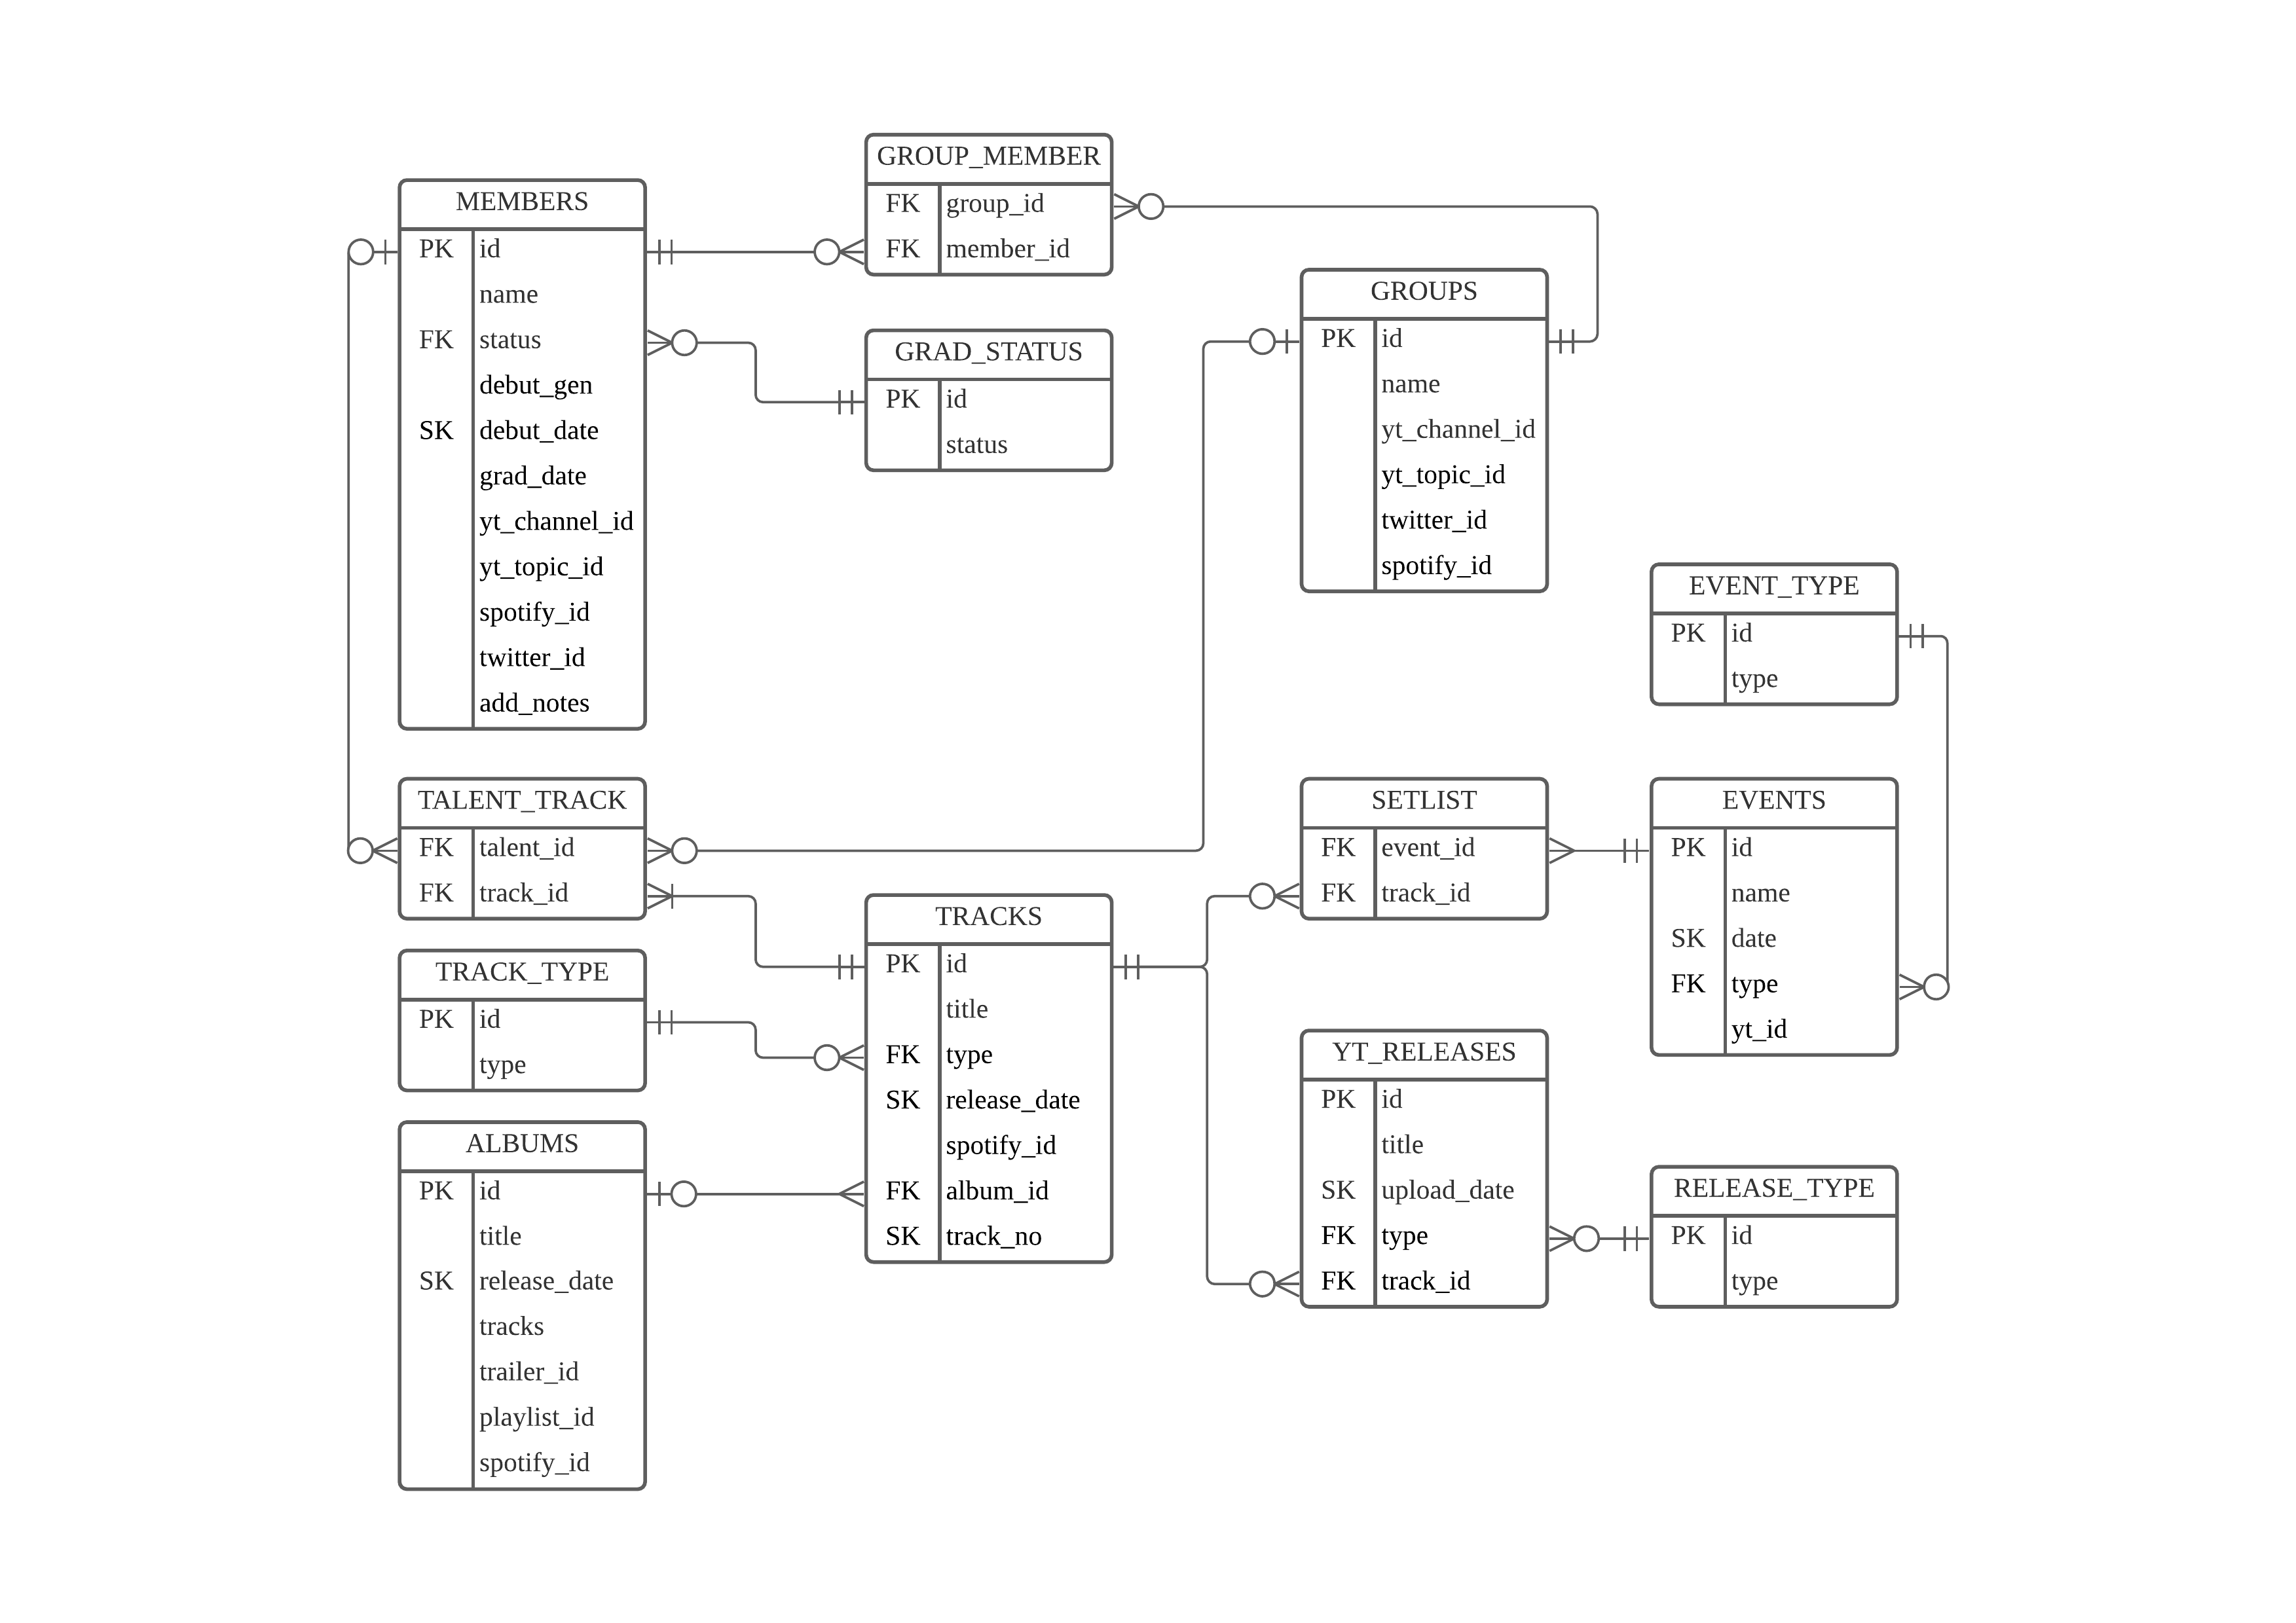 GROUP_MEMBER
FK group_id
FK member_id
MEMBERS
PK id
name
FK status
debut_gen
SK debut_date
grad_date
yt_channel_id
yt_topic_id
spotify_id
twitter_id
add_notes
GRAD_STATUS
PK id
status
GROUPS
PK id
name
yt_channel_id
yt_topic_id
twitter_id
spotify_id
EVENT_TYPE
PK id
type
TALENT_TRACK
FK talent_id
FK track_id
SETLIST
FK event_id
FK track_id
EVENTS
PK id
name
SK date
FK type
yt_id
TRACKS
PK id
title
FK type
SK release_date
spotify_id
FK album_id
SK track_no
TRACK_TYPE
PK id
type
YT_RELEASES
PK id
title
SK upload_date
FK type
FK track_id
ALBUMS
PK id
title
SK release_date
tracks
trailer_id
playlist_id
spotify_id
RELEASE_TYPE
PK id
type